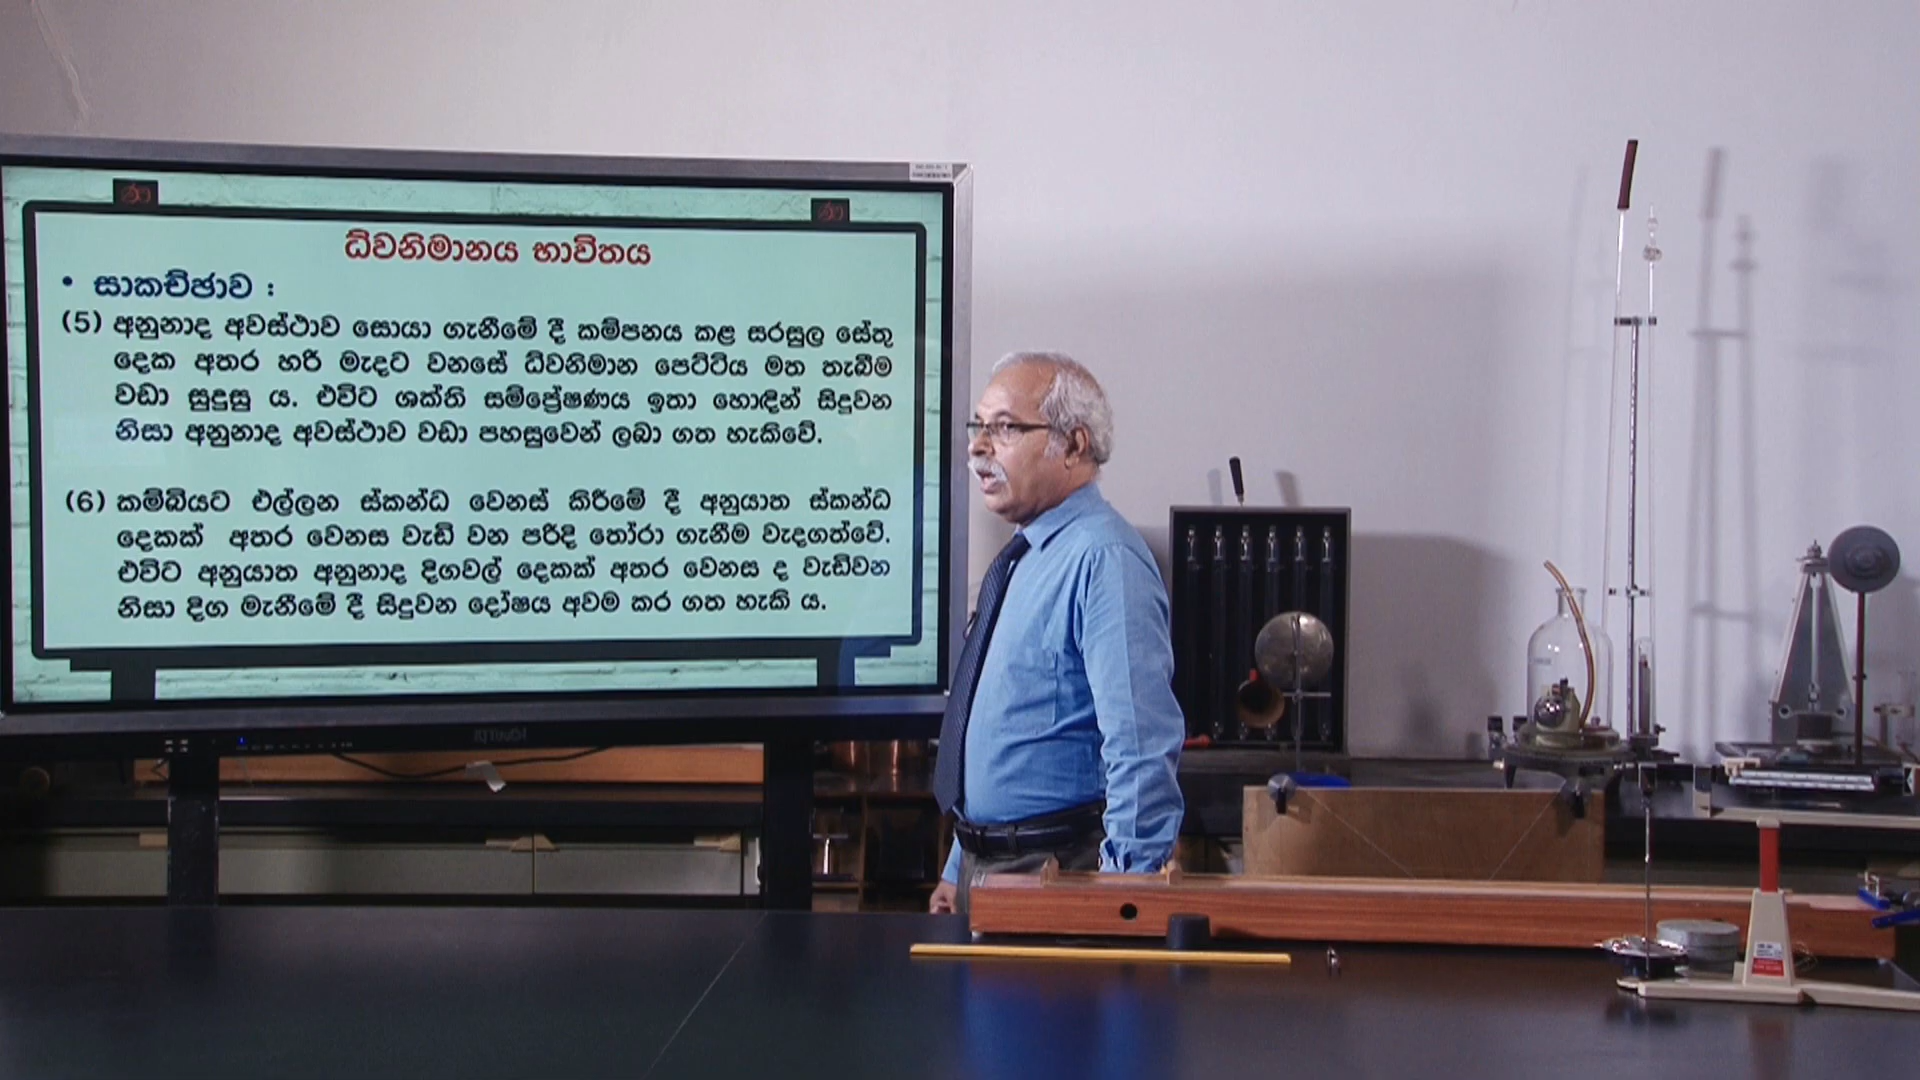 ධ්වනිමානය භාවිතය
• සාකච්ඡාව :
(5) අනුනාද අවස්ථාව සොයා ගැනීමේ දී කම්පනය කළ සරසුල සේතු
දෙක අතර හරි මැදට වනසේ ධ්වනිමාන පෙට්ටිය මත තැබීම
වඩා සුදුසු ය. එවිට ශක්ති සම්ප්‍රේෂණය ඉතා හොඳින් සිදුවන
නිසා අනුනාද අවස්ථාව වඩා පහසුවෙන් ලබා ගත හැකිවේ.
(6) කම්බියට එල්ලන ස්කන්ධ වෙනස් කිරීමේ දී අනුයාත ස්කන්ධ
දෙකක් අතර වෙනස වැඩි වන පරිදි තෝරා ගැනීම වැදගත්වේ.
එවිට අනුයාත අනුනාද දිගවල් දෙකක් අතර වෙනස ද වැඩිවන
නිසා දිග මැනීමේ දී සිදුවන දෝෂය අවම කර ගත හැකි ය.